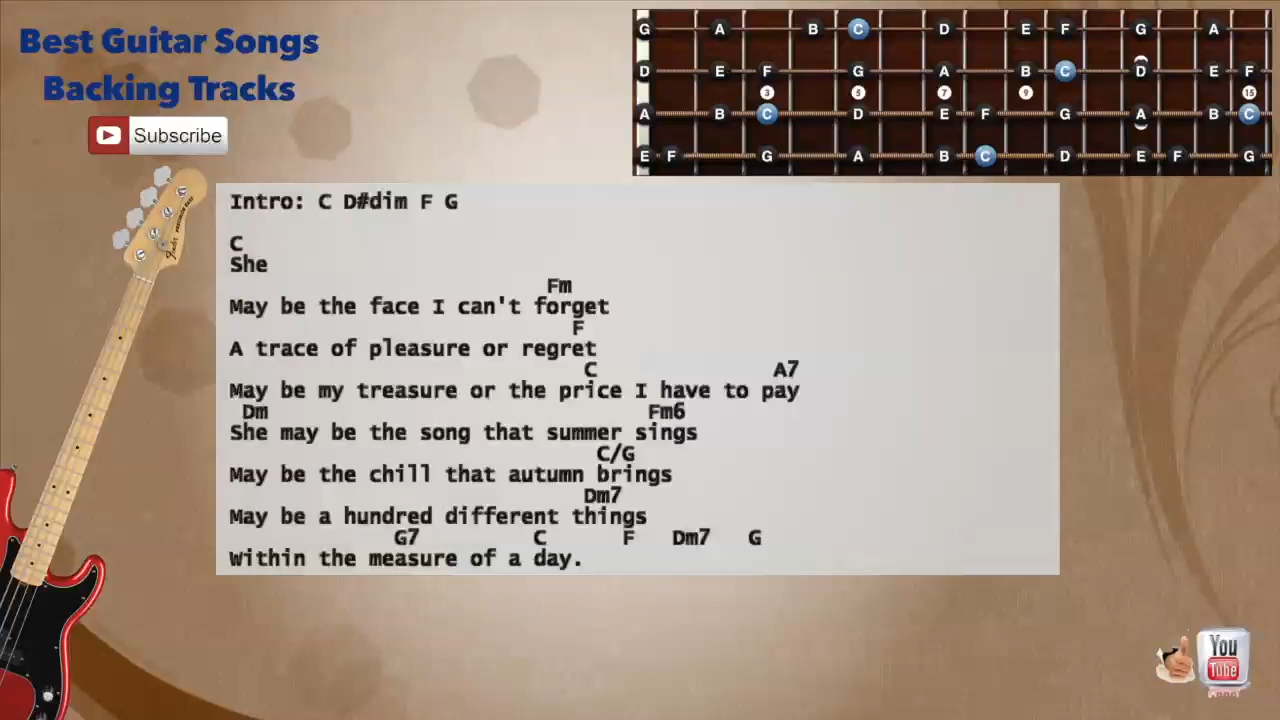 Best Guitar Songs
Backing Tracks
Subscribe
G A B C D E F G A
D E F G A B C D E F
3 5 7 9 15
A B C D E F G A B C
E F G A B C D E F G
Intro: C D#dim F G
C
She
Fm
May be the face I can't forget
F
A trace of pleasure or regret
C A7
May be my treasure or the price I have to pay
Dm Fm6
She may be the song that summer sings
C/G
May be the chill that autumn brings
Dm7
May be a hundred different things
G7 C F Dm7 G
Within the measure of a day.
Fender
PRECISION BASS
You
Tube